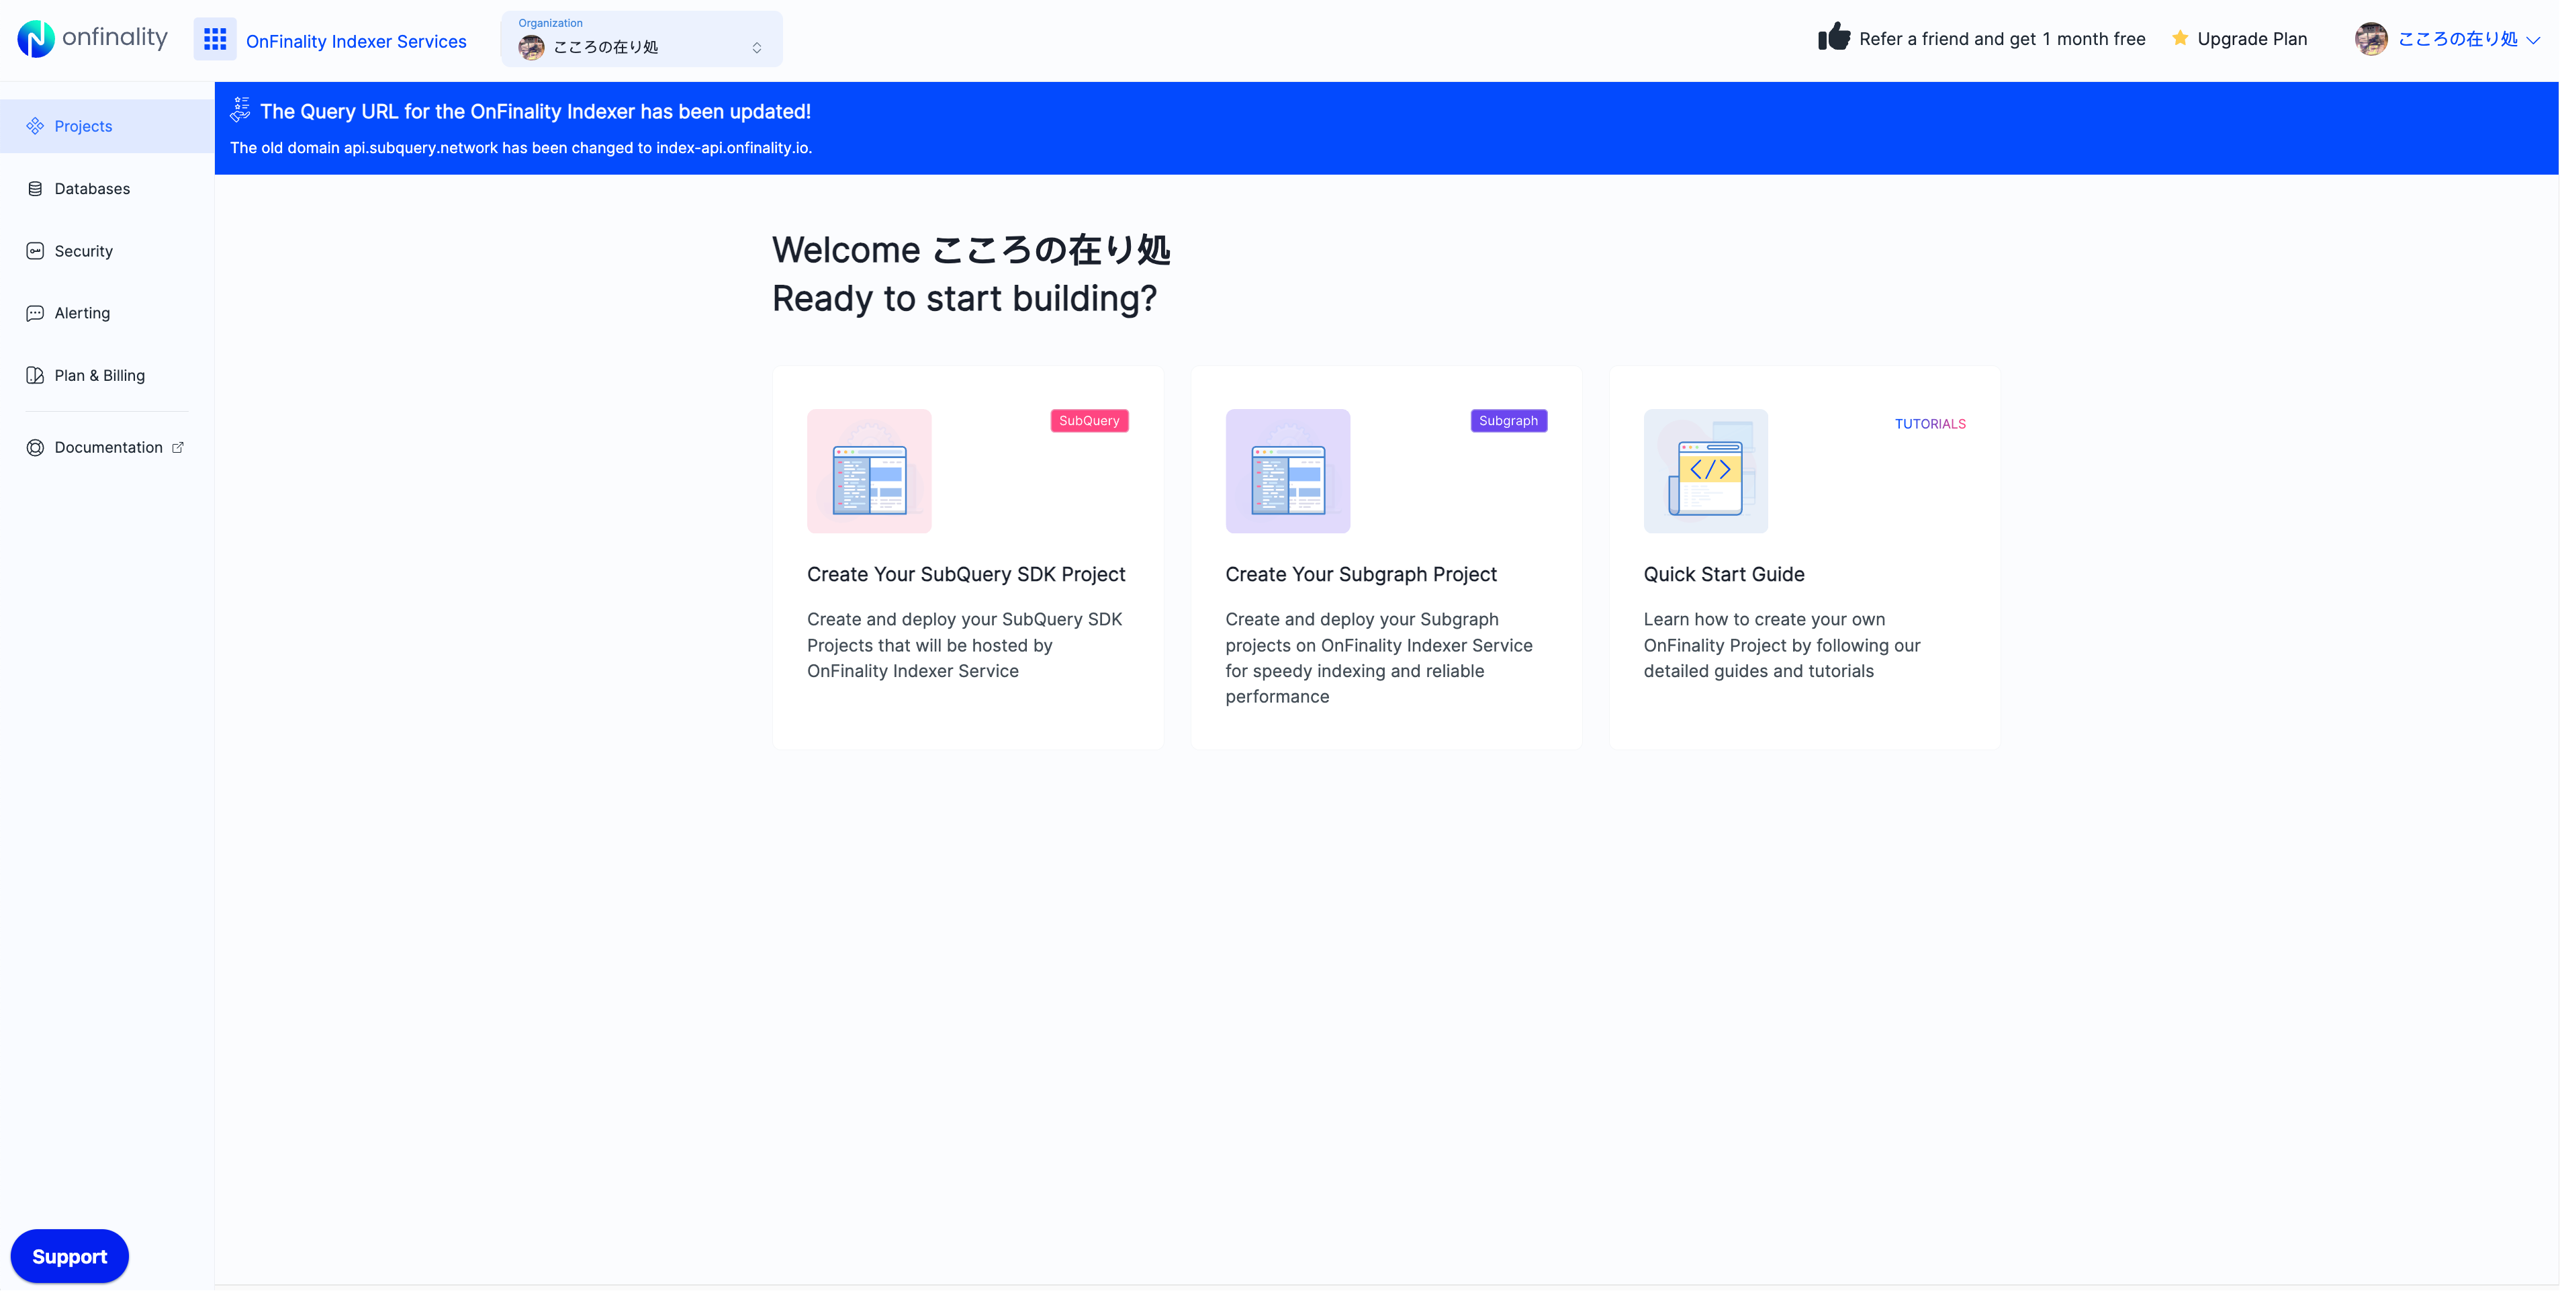 onfinality
OnFinality Indexer Services
Organization
こころの在り処
Refer a friend and get 1 month free
Upgrade Plan
こころの在り処
Projects
Databases
Security
Alerting
Plan & Billing
Documentation
The Query URL for the OnFinality Indexer has been updated!
The old domain api.subquery.network has been changed to index-api.onfinality.io.
Welcome こころの在り処
Ready to start building?
SubQuery
Create Your SubQuery SDK Project
Create and deploy your SubQuery SDK
Projects that will be hosted by
OnFinality Indexer Service
Subgraph
Create Your Subgraph Project
Create and deploy your Subgraph
projects on OnFinality Indexer Service
for speedy indexing and reliable
performance
TUTORIALS
</>
Quick Start Guide
Learn how to create your own
OnFinality Project by following our
detailed guides and tutorials
Support